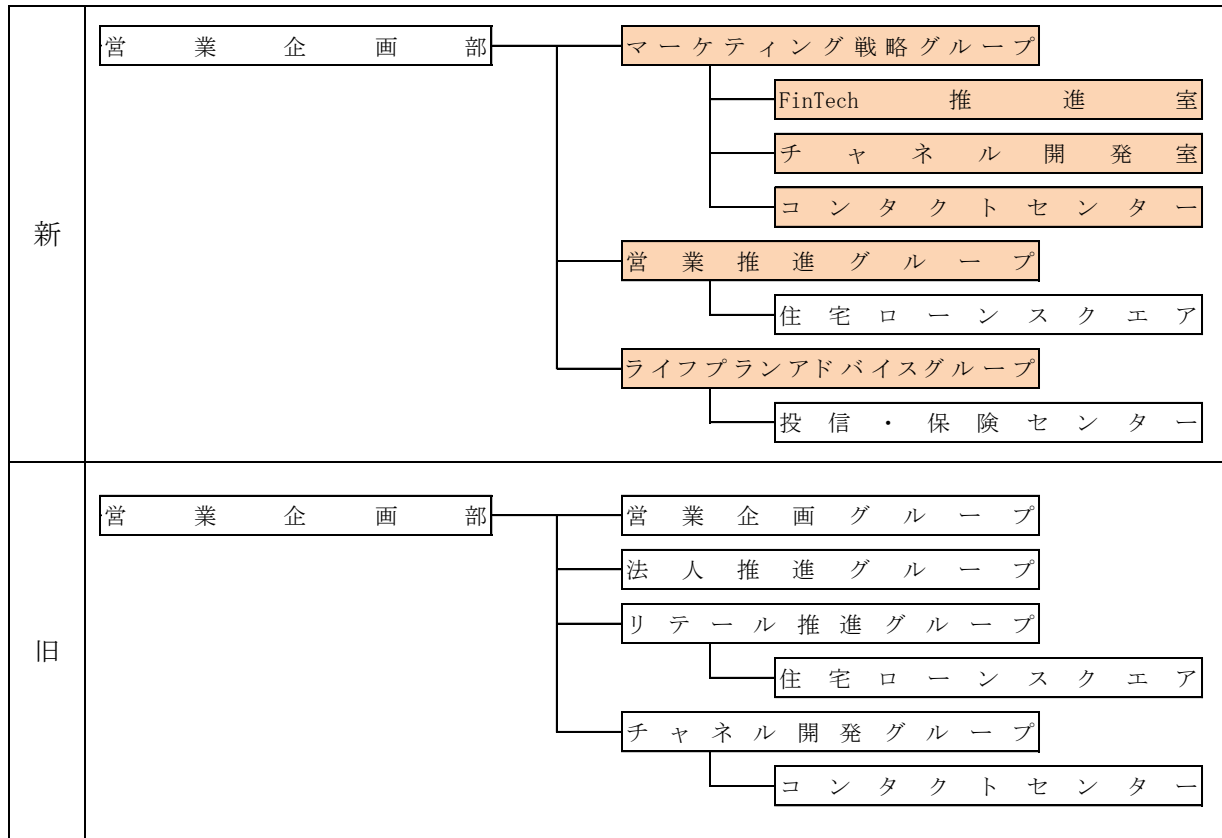 新
営業企画部
マーケティング戦略グループ
FinTech推進室
チャネル開発室
コンタクトセンター
営業推進グループ
住宅ローンスクエア
ライフプランアドバイスグループ
投信・保険センター
旧
営業企画部
営業企画グループ
法人推進グループ
リテール推進グループ
住宅ローンスクエア
チャネル開発グループ
コンタクトセンター